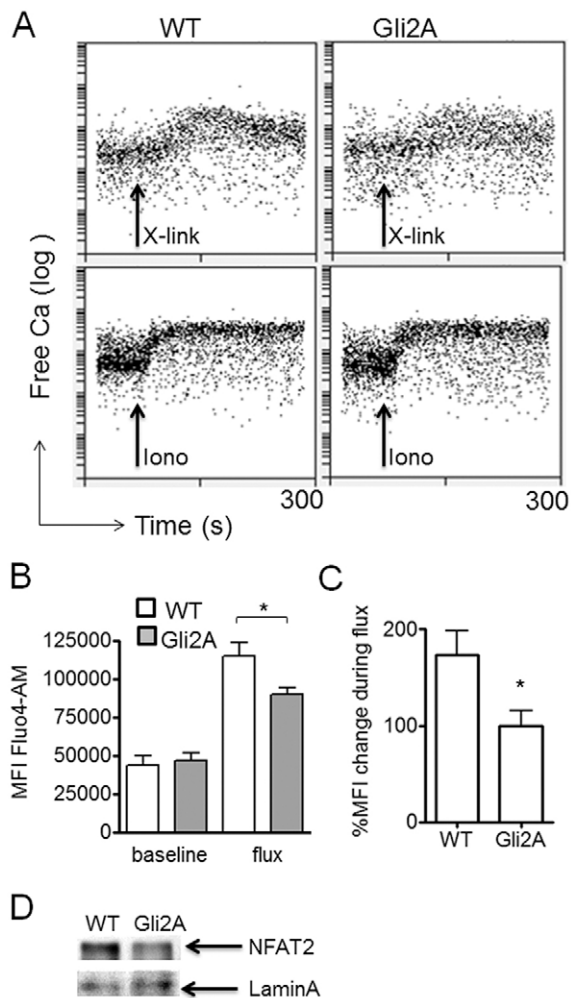 A
WT Gli2A
Free Ca (log )
X-link X-link
Iono Iono
300 300
Time (s)
B
WT
Gli2A
*
MFI Fluo4-AM
125000
100000
75000
50000
25000
0
baseline flux
C
%MFI change during flux
200
100
0
*
WT Gli2A
D
WT Gli2A
NFAT2
LaminA